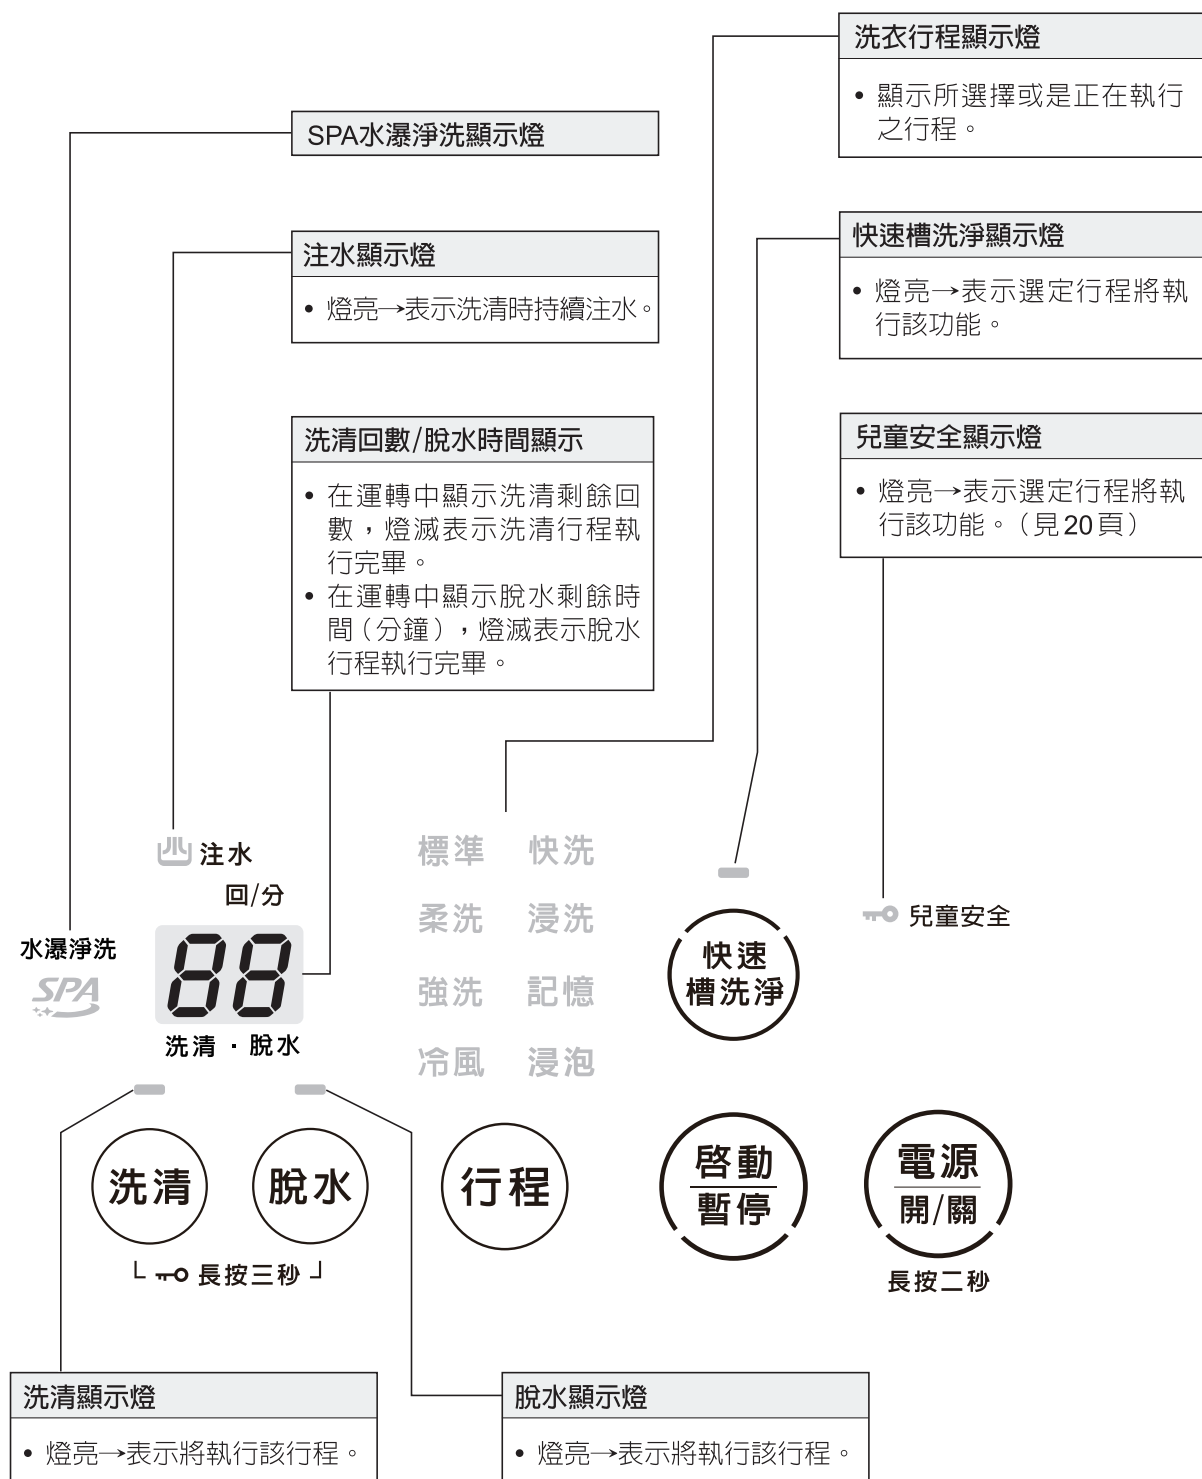 洗衣行程顯示燈
• 顯示所選擇或是正在執行
之行程。
SPA水瀑淨洗顯示燈
快速槽洗淨顯示燈
• 燈亮→表示選定行程將執
行該功能。
注水顯示燈
• 燈亮→表示洗清時持續注水。
兒童安全顯示燈
• 燈亮→表示選定行程將執
行該功能。(見20頁)
洗清回數/脫水時間顯示
• 在運轉中顯示洗清剩餘回
數,燈滅表示洗清行程執
行完畢。
• 在運轉中顯示脫水剩餘時
間(分鐘),燈滅表示脫水
行程執行完畢。
注水
回/分
水瀑淨洗
SPA
88
洗清・脫水
標準 快洗
柔洗 浸洗
強洗 記憶
冷風 浸泡
快速
槽洗淨
兒童安全
洗清
脫水
行程
啓動
暫停
電源
開/關
長按三秒
長按二秒
洗清顯示燈
• 燈亮→表示將執行該行程。
脫水顯示燈
• 燈亮→表示將執行該行程。